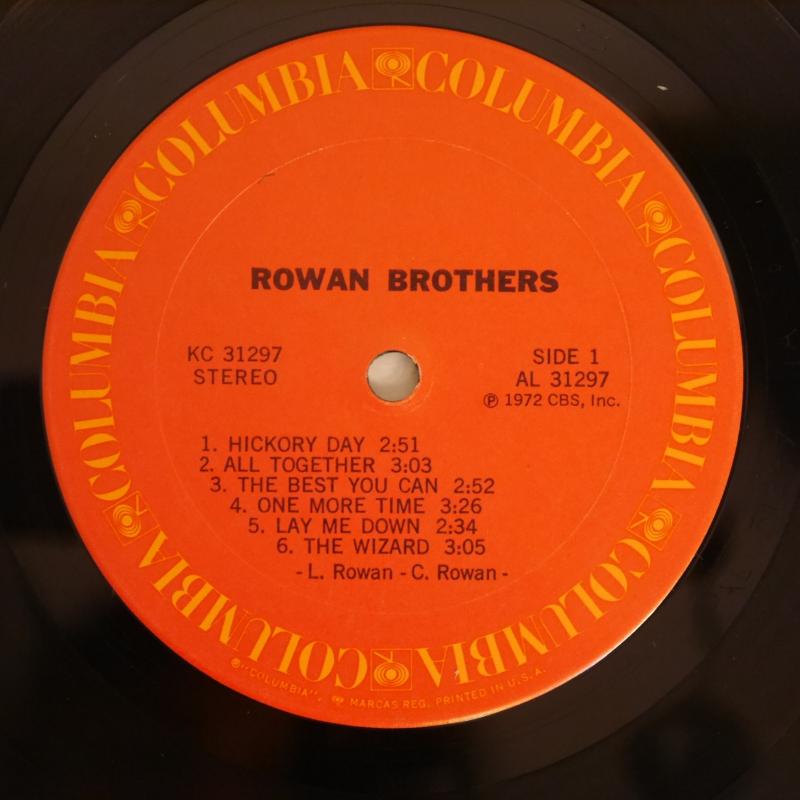 COLUMBIA COLUMBIA COLUMBIA COLUMBIA COLUMBIA COLUMBIA
ROWAN BROTHERS
KC 31297
STEREO
SIDE 1
AL 31297
℗ 1972 CBS, Inc.
1. HICKORY DAY 2:51
2. ALL TOGETHER 3:03
3. THE BEST YOU CAN 2:52
4. ONE MORE TIME 3:26
5. LAY ME DOWN 2:34
6. THE WIZARD 3:05
- L. Rowan - C. Rowan -
®"COLUMBIA", MARCAS REG. PRINTED IN U.S.A.